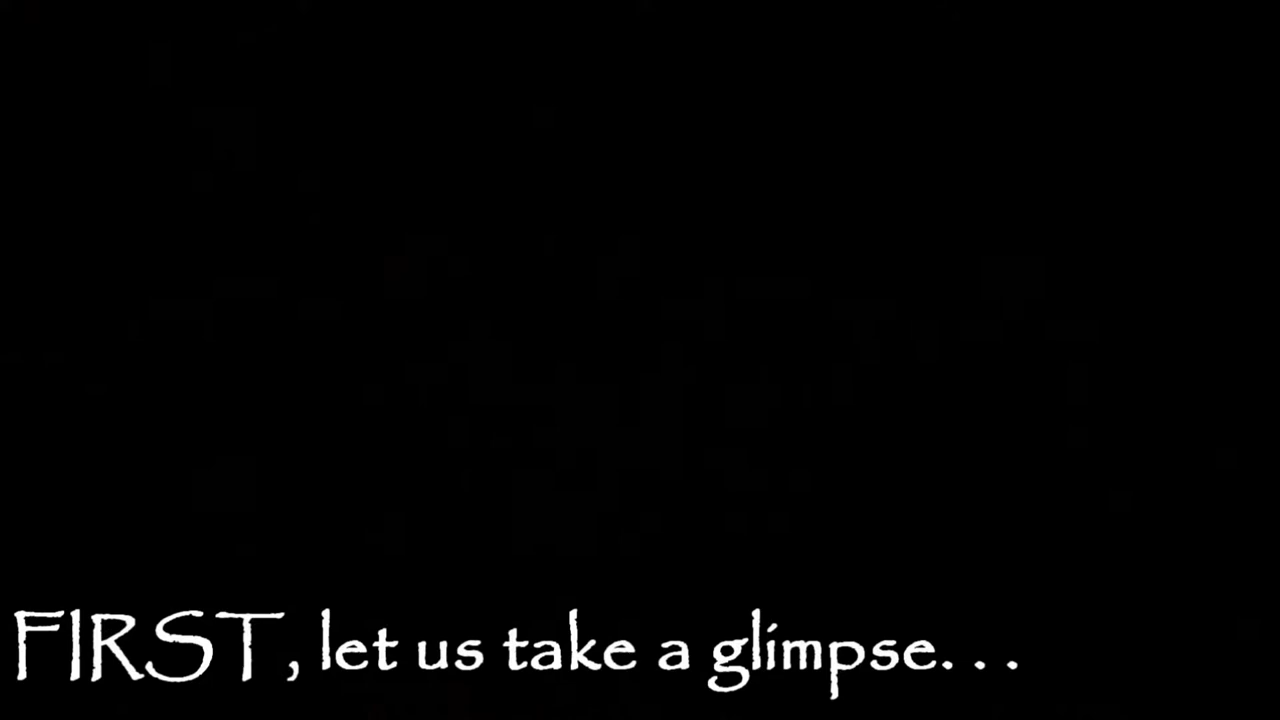 FIRST, let us take a glimpse. . .